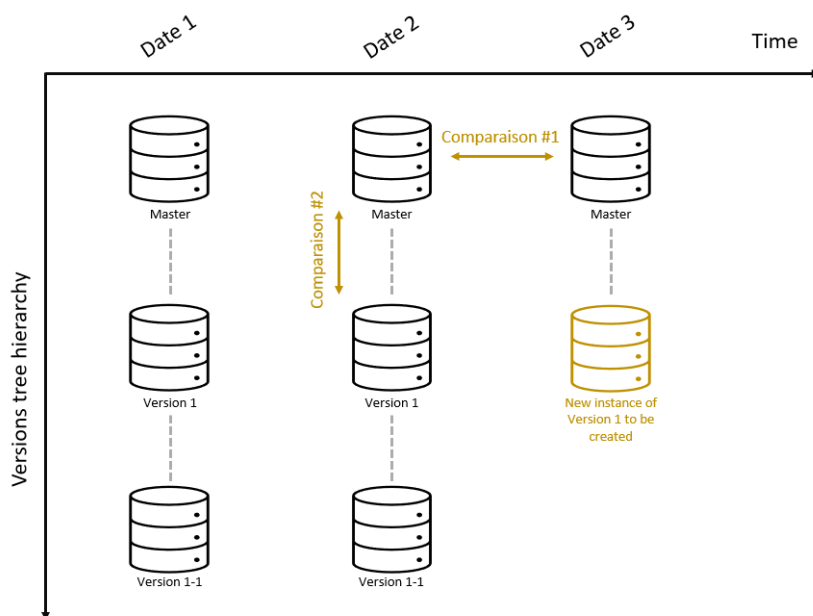 Date 1
Date 2
Date 3
Time
Comparaison #1
Master
Master
Master
Comparaison #2
Versions tree hierarchy
Version 1
Version 1
New instance of
Version 1 to be
created
Version 1-1
Version 1-1